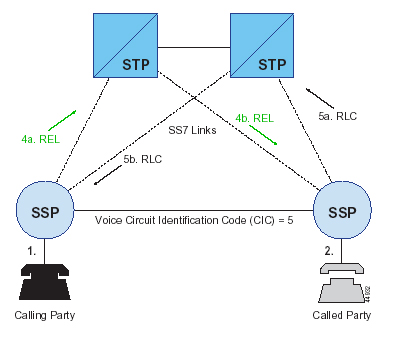 STP
STP
4a. REL
4b. REL
5a. RLC
SS7 Links
5b. RLC
SSP
SSP
Voice Circuit Identification Code (CIC) = 5
1.
2.
44932
Calling Party
Called Party